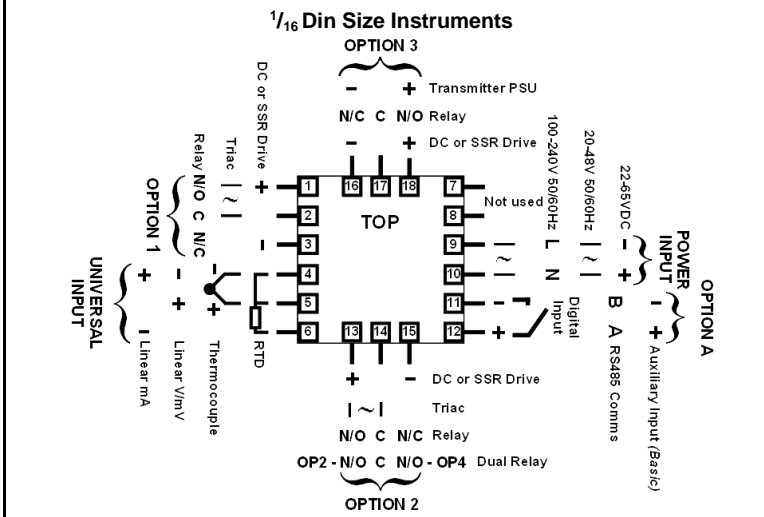 1/16 Din Size Instruments
OPTION 3
− + Transmitter PSU
N/C C N/O Relay
− + DC or SSR Drive
DC or SSR Drive + −
Triac | ~ |
Relay N/O C N/C
OPTION 1
UNIVERSAL INPUT
+ − Linear mA
− + Linear V/mV
− + Thermocouple
RTD
TOP
1
2
3
4
5
6
16 17 18
13 14 15
7
8
9
10
11
12
Not used
100-240V 50/60Hz
L
~
N
20-48V 50/60Hz
| ~ |
22-65VDC
− +
POWER INPUT
− +
Digital Input
B A RS485 Comms
− + Auxiliary Input (Basic)
OPTION A
+ − DC or SSR Drive
| ~ | Triac
N/O C N/C Relay
OP2 - N/O C N/O - OP4 Dual Relay
OPTION 2